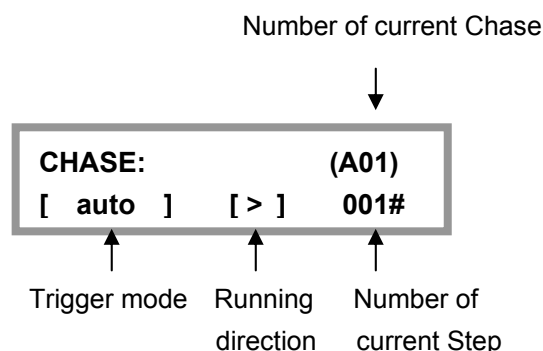 Number of current Chase
CHASE: (A01)
[ auto ] [ > ] 001#
Trigger mode Running Number of
direction current Step